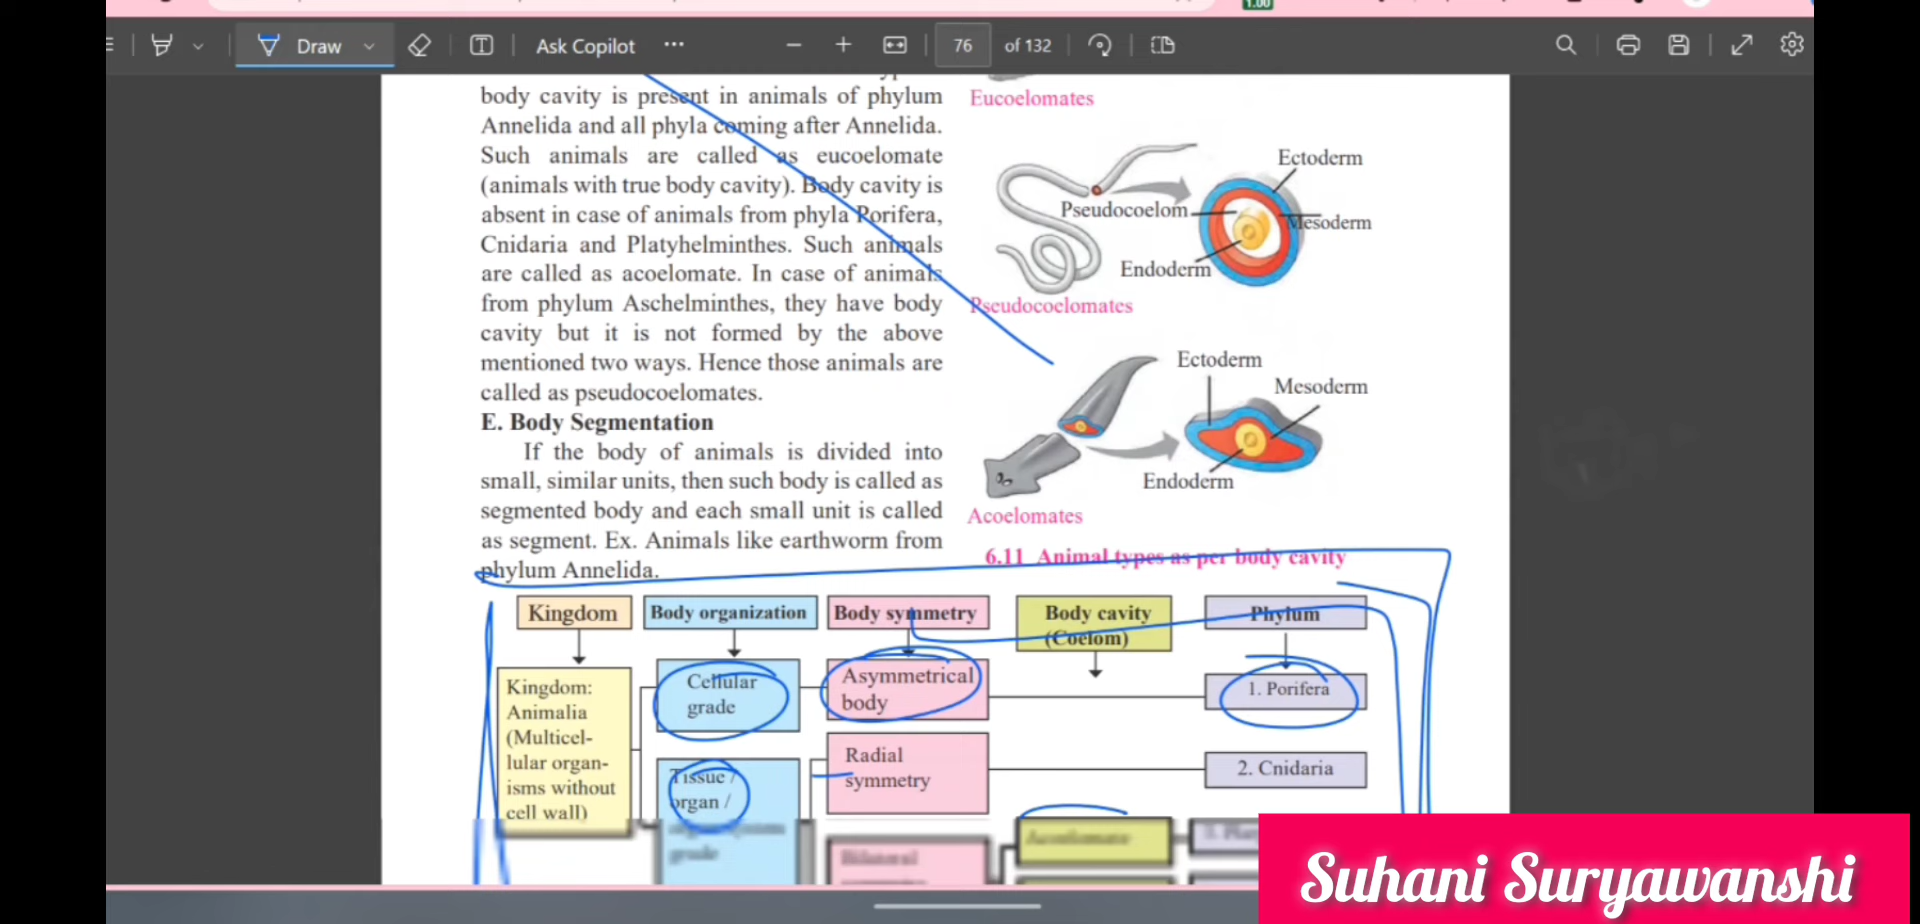 1.00
Draw
Ask Copilot
76
of 132
body cavity is present in animals of phylum
Annelida and all phyla coming after Annelida.
Such animals are called as eucoelomate
(animals with true body cavity). Body cavity is
absent in case of animals from phyla Porifera,
Cnidaria and Platyhelminthes. Such animals
are called as acoelomate. In case of animals
from phylum Aschelminthes, they have body
cavity but it is not formed by the above
mentioned two ways. Hence those animals are
called as pseudocoelomates.
E. Body Segmentation
If the body of animals is divided into
small, similar units, then such body is called as
segmented body and each small unit is called
as segment. Ex. Animals like earthworm from
phylum Annelida.
Eucoelomates
Ectoderm
Pseudocoelom
Mesoderm
Endoderm
Pseudocoelomates
Ectoderm
Mesoderm
Endoderm
Acoelomates
6.11 Animal types as per body cavity
Kingdom
Body organization
Body symmetry
Body cavity
(Coelom)
Phylum
Kingdom:
Animalia
(Multicel-
lular organ-
isms without
cell wall)
Cellular
grade
Asymmetrical
body
1. Porifera
Tissue /
organ /
grade
Radial
symmetry
2. Cnidaria
Acoelomate
Bilateral
Suhani Suryawanshi